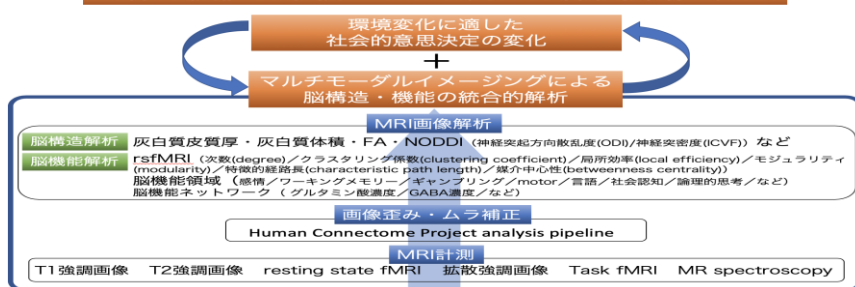 環境変化に適した
社会的意思決定の変化
+
マルチモーダルイメージングによる
脳構造・機能の統合的解析
MRI画像解析
脳構造解析 灰白質皮質厚・灰白質体積・FA・NODDI（神経突起方向散乱度(ODI)/神経突密度(ICVF)）など
脳機能解析 rsfMRI（次数(degree)／クラスタリング係数(clustering coefficient)／局所効率(local efficiency)／モジュラリティ
(modularity)／特徴的経路長(characteristic path length)／媒介中心性(betweenness centrality)）
脳機能領域（感情／ワーキングメモリー／ギャンブリング／motor／言語／社会認知／論理的思考／など）
脳機能ネットワーク（グルタミン酸濃度／GABA濃度／など）
画像歪み・ムラ補正
Human Connectome Project analysis pipeline
MRI計測
T1強調画像 T2強調画像 resting state fMRI 拡散強調画像 Task fMRI MR spectroscopy